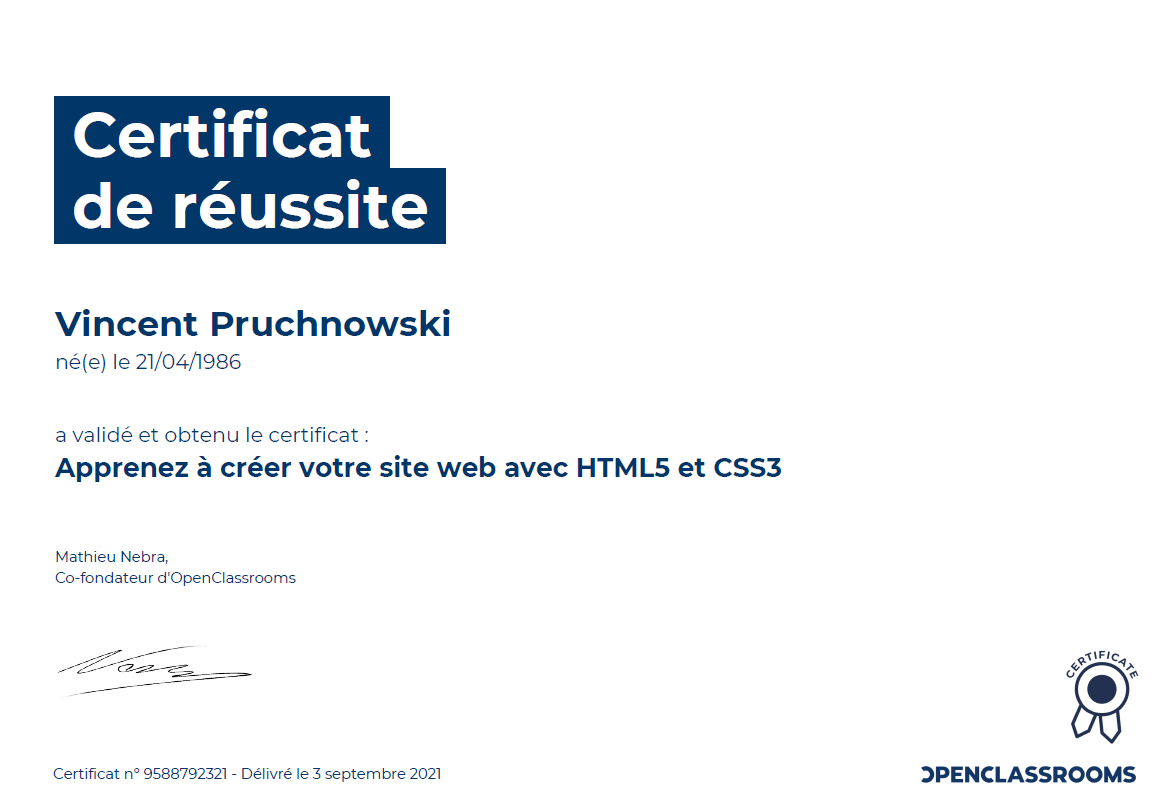 Certificat
de réussite
Vincent Pruchnowski
né(e) le 21/04/1986
a validé et obtenu le certificat :
Apprenez à créer votre site web avec HTML5 et CSS3
Mathieu Nebra,
Co-fondateur d'OpenClassrooms
CERTIFICATE
Certificat n° 9588792321 - Délivré le 3 septembre 2021
OPENCLASSROOMS